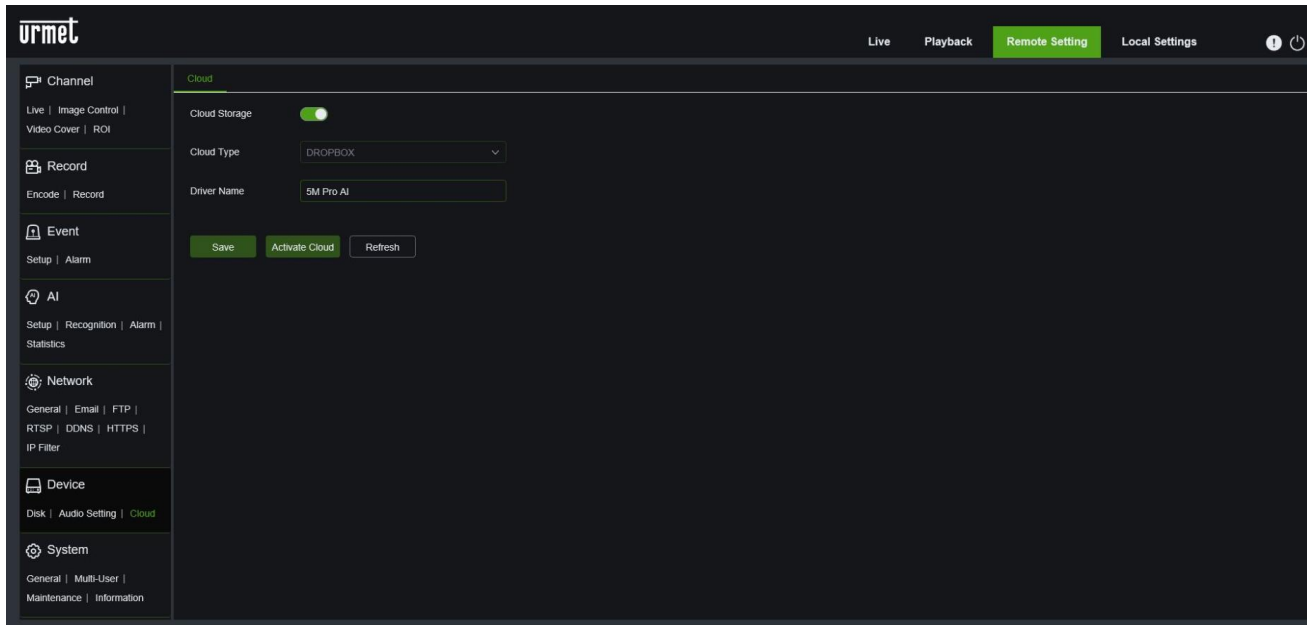 urmet
Live Playback Remote Setting Local Settings
Channel
Live | Image Control |
Video Cover | ROI
Record
Encode | Record
Event
Setup | Alarm
AI
Setup | Recognition | Alarm |
Statistics
Network
General | Email | FTP |
RTSP | DDNS | HTTPS |
IP Filter
Device
Disk | Audio Setting | Cloud
System
General | Multi-User |
Maintenance | Information
Cloud
Cloud Storage
Cloud Type DROPBOX
Driver Name 5M Pro AI
Save Activate Cloud Refresh